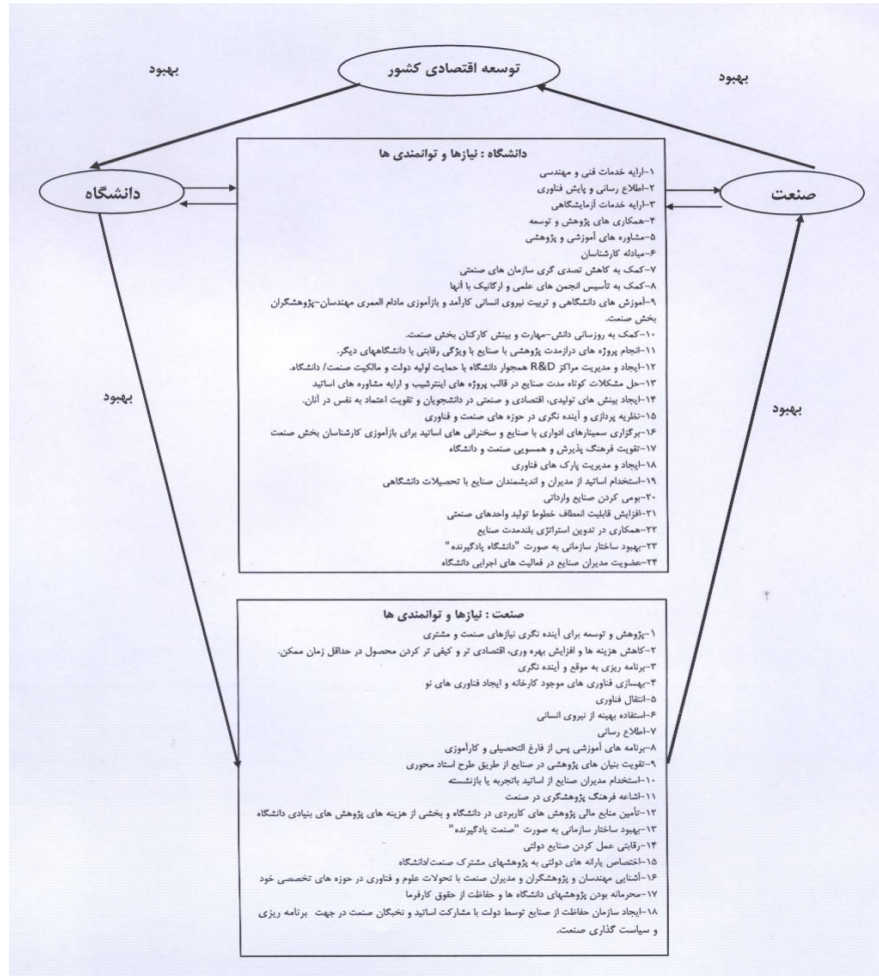 توسعه اقتصادی کشور
بهبود
بهبود
دانشگاه
صنعت
بهبود
بهبود
دانشگاه : نیازها و توانمندی ها
۱-ارایه خدمات فنی و مهندسی
۲-اطلاع رسانی و پایش فناوری
۳-ارایه خدمات آزمایشگاهی
۴-همکاری های پژوهش و توسعه
۵-مشاوره های آموزشی و پژوهشی
۶-مبادله کارشناسان
۷-کمک به کاهش تصدی گری سازمان های صنعتی
۸-کمک به تأسیس انجمن های علمی و ارگانیک با آنها
۹-آموزش های دانشگاهی و تربیت نیروی انسانی کارآمد و بازآموزی مادام العمری مهندسان-پژوهشگران
بخش صنعت.
۱۰-کمک به روزرسانی دانش-مهارت و بینش کارکنان بخش صنعت.
۱۱-انجام پروژه های درازمدت پژوهشی با صنایع با ویژگی رقابتی با دانشگاههای دیگر.
۱۲-ایجاد و مدیریت مراکز R&D همجوار دانشگاه با حمایت اولیه دولت و مالکیت صنعت/ دانشگاه.
۱۳-حل مشکلات کوتاه مدت صنایع در قالب پروژه های اینترشیپ و ارایه مشاوره های اساتید
۱۴-ایجاد بینش های تولیدی، اقتصادی و صنعتی در دانشجویان و تقویت اعتماد به نفس در آنان.
۱۵-نظریه پردازی و آینده نگری در حوزه های صنعت و فناوری
۱۶-برگزاری سمینارهای ادواری با صنایع و سخنرانی های اساتید برای بازآموزی کارشناسان بخش صنعت
۱۷-تقویت فرهنگ پذیرش و همسویی صنعت و دانشگاه
۱۸-ایجاد و مدیریت پارک های فناوری
۱۹-استخدام اساتید از مدیران و اندیشمندان صنایع با تحصیلات دانشگاهی
۲۰-بومی کردن صنایع وارداتی
۲۱-افزایش قابلیت انعطاف خطوط تولید واحدهای صنعتی
۲۲-همکاری در تدوین استراتژی بلندمدت صنایع
۲۳-بهبود ساختار سازمانی به صورت "دانشگاه یادگیرنده"
۲۴-عضویت مدیران صنایع در فعالیت های اجرایی دانشگاه
صنعت : نیازها و توانمندی ها
۱-پژوهش و توسعه برای آینده نگری نیازهای صنعت و مشتری
۲-کاهش هزینه ها و افزایش بهره وری، اقتصادی تر و کیفی تر کردن محصول در حداقل زمان ممکن.
۳-برنامه ریزی به موقع و آینده نگری
۴-بهسازی فناوری های موجود کارخانه و ایجاد فناوری های نو
۵-انتقال فناوری
۶-استفاده بهینه از نیروی انسانی
۷-اطلاع رسانی
۸-برنامه های آموزشی پس از فارغ التحصیلی و کارآموزی
۹-تقویت بنیان های پژوهشی در صنایع از طریق طرح استاد محوری
۱۰-استخدام مدیران صنایع از اساتید باتجربه یا بازنشسته
۱۱-اشاعه فرهنگ پژوهشگری در صنعت
۱۲-تأمین منابع مالی پژوهش های کاربردی در دانشگاه و بخشی از هزینه های پژوهش های بنیادی دانشگاه
۱۳-بهبود ساختار سازمانی به صورت "صنعت یادگیرنده"
۱۴-رقابتی عمل کردن صنایع دولتی
۱۵-اختصاص یارانه های دولتی به پژوهشهای مشترک صنعت/دانشگاه
۱۶-آشنایی مهندسان و پژوهشگران و مدیران صنعت با تحولات علوم و فناوری در حوزه های تخصصی خود
۱۷-محرمانه بودن پژوهشهای دانشگاه ها و حفاظت از حقوق کارفرما
۱۸-ایجاد سازمان حفاظت از صنایع توسط دولت با مشارکت اساتید و نخبگان صنعت در جهت برنامه ریزی
و سیاست گذاری صنعت.